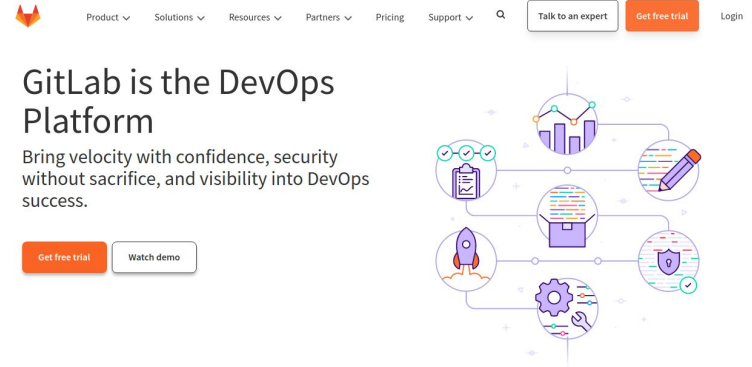 Product
Solutions
Resources
Partners
Pricing
Support
Talk to an expert
Get free trial
Login
GitLab is the DevOps
Platform
Bring velocity with confidence, security
without sacrifice, and visibility into DevOps
success.
Get free trial
Watch demo